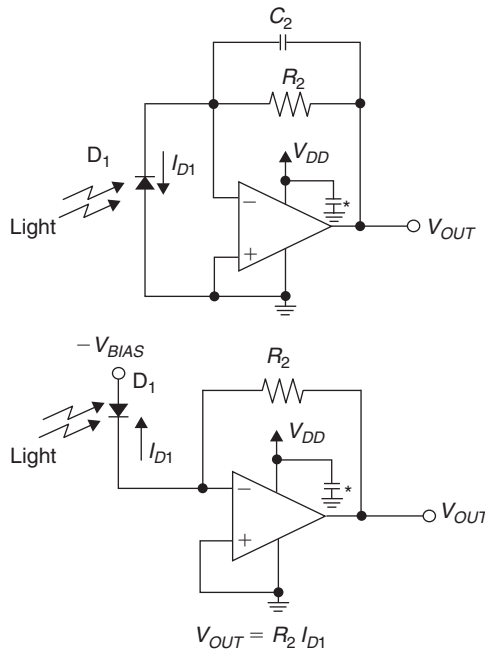 C2
R2
VDD
D1
ID1
Light
−
+
*
VOUT
−VBIAS
D1
R2
VDD
ID1
Light
−
+
*
VOUT
VOUT = R2 ID1